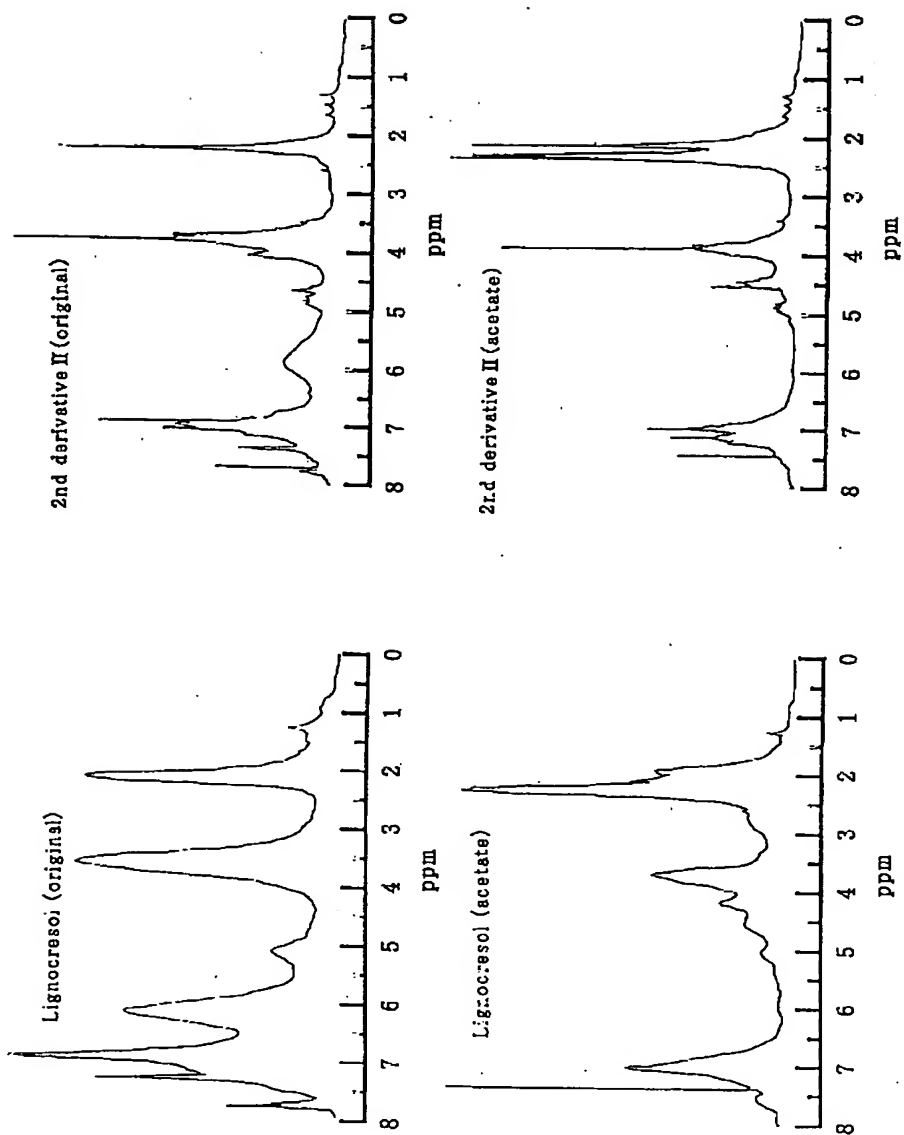 Lignocresol (original)
8 7 6 5 4 3 2 1 0
ppm
2nd derivative II (original)
8 7 6 5 4 3 2 1 0
ppm
Lignocresol (acetate)
8 7 6 5 4 3 2 1 0
ppm
2nd derivative II (acetate)
8 7 6 5 4 3 2 1 0
ppm